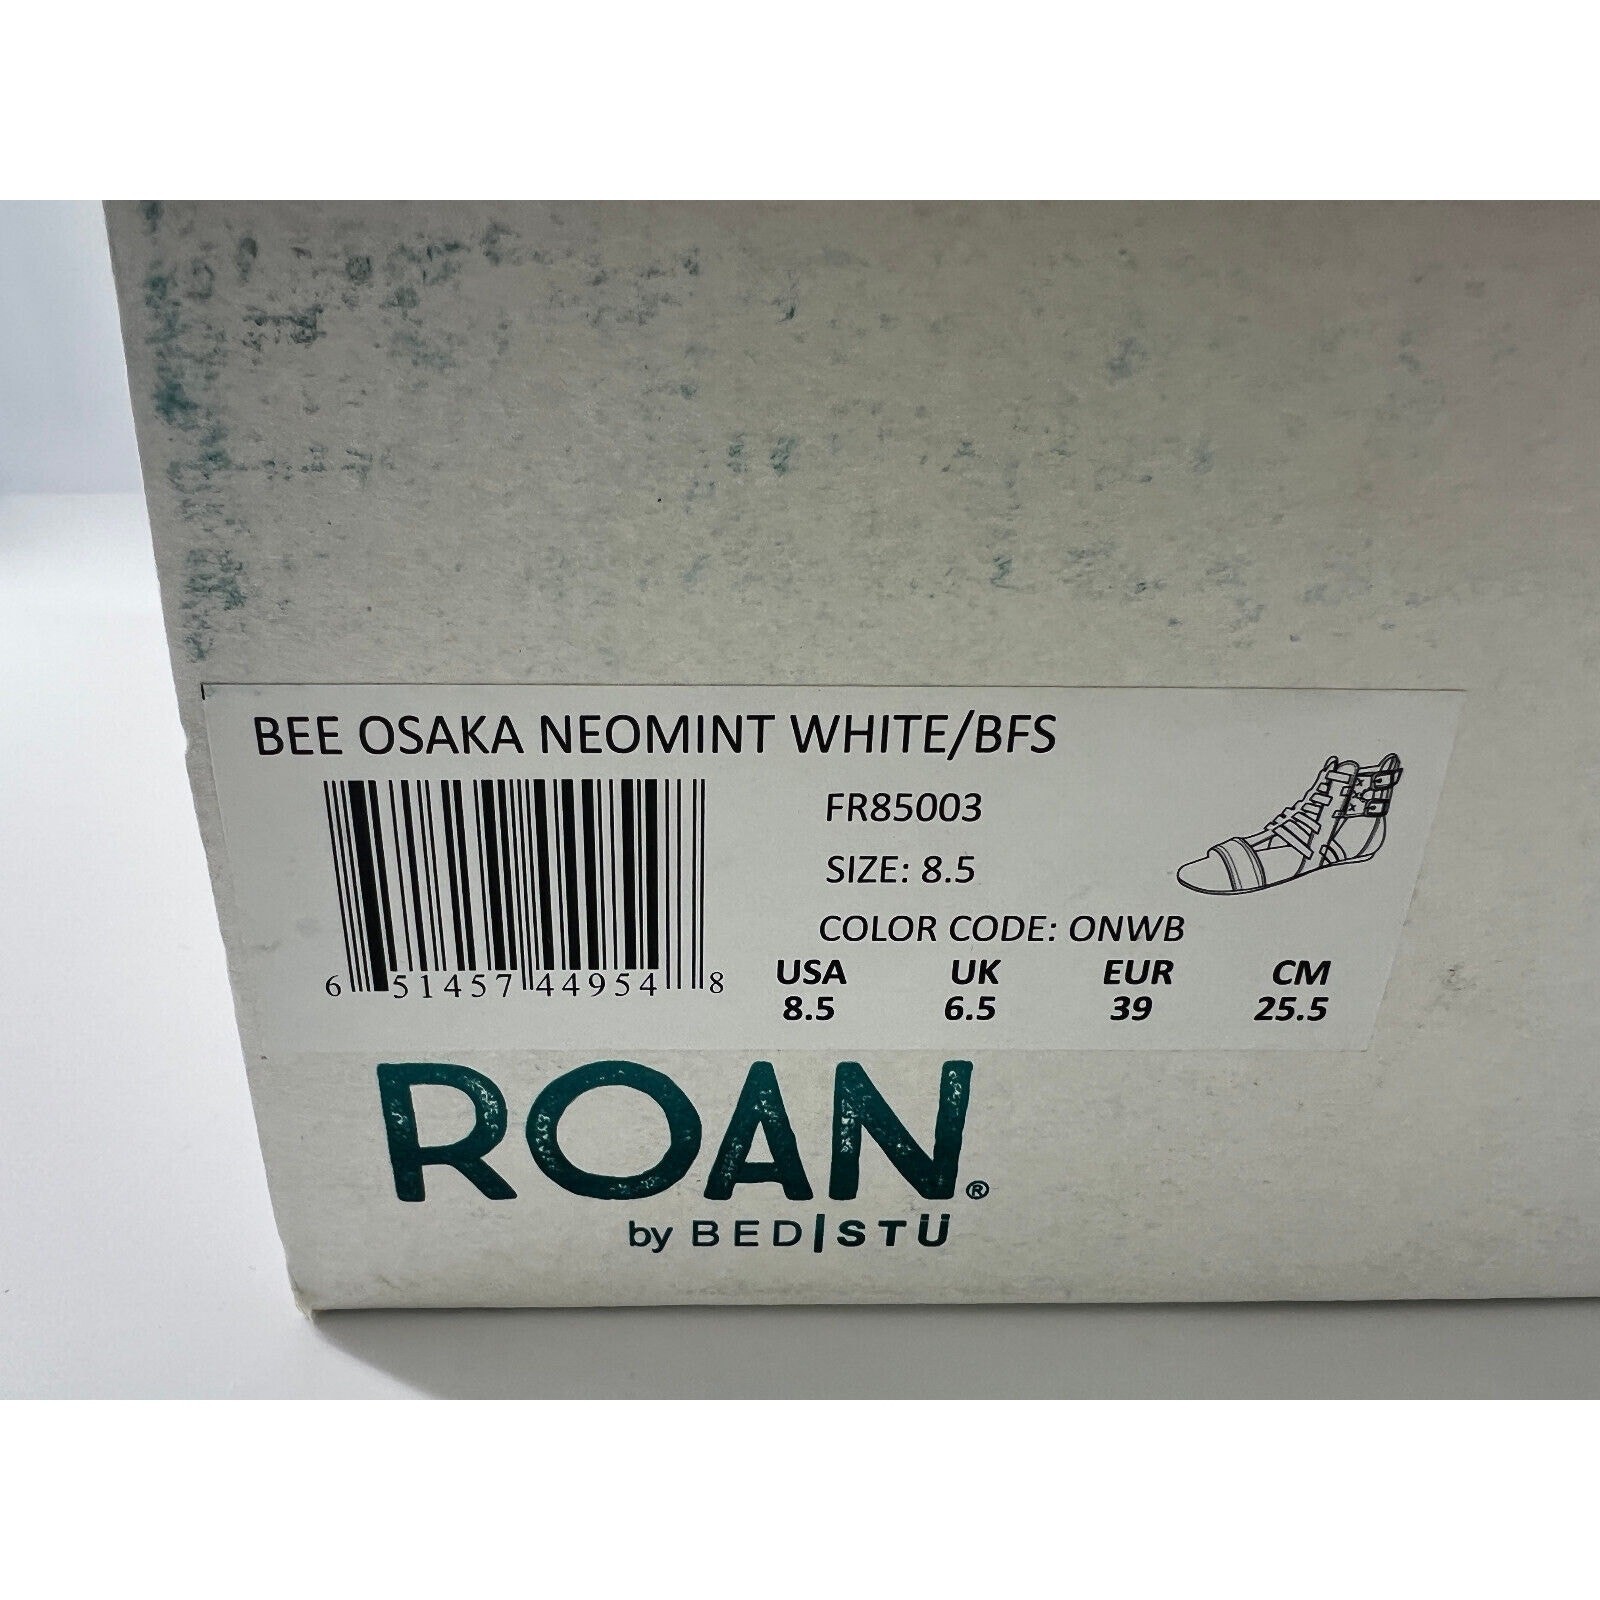 BEE OSAKA NEOMINT WHITE/BFS
FR85003
SIZE: 8.5
COLOR CODE: ONWB
6 51457 44954 8
USA UK EUR CM
8.5 6.5 39 25.5
ROAN®
by BED|STÜ